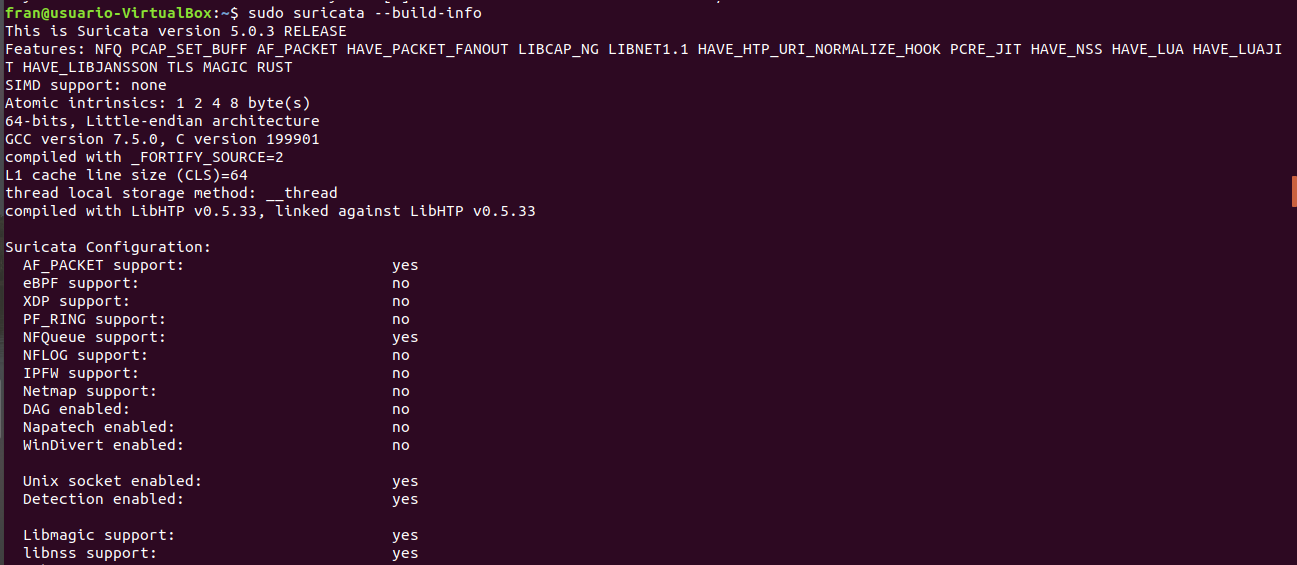 fran@usuario-VirtualBox:~$ sudo suricata --build-info
This is Suricata version 5.0.3 RELEASE
Features: NFQ PCAP_SET_BUFF AF_PACKET HAVE_PACKET_FANOUT LIBCAP_NG LIBNET1.1 HAVE_HTP_URI_NORMALIZE_HOOK PCRE_JIT HAVE_NSS HAVE_LUA HAVE_LUAJI
T HAVE_LIBJANSSON TLS MAGIC RUST
SIMD support: none
Atomic intrinsics: 1 2 4 8 byte(s)
64-bits, Little-endian architecture
GCC version 7.5.0, C version 199901
compiled with _FORTIFY_SOURCE=2
L1 cache line size (CLS)=64
thread local storage method: __thread
compiled with LibHTP v0.5.33, linked against LibHTP v0.5.33
Suricata Configuration:
AF_PACKET support: yes
eBPF support: no
XDP support: no
PF_RING support: no
NFQueue support: yes
NFLOG support: no
IPFW support: no
Netmap support: no
DAG enabled: no
Napatech enabled: no
WinDivert enabled: no
Unix socket enabled: yes
Detection enabled: yes
Libmagic support: yes
libnss support: yes